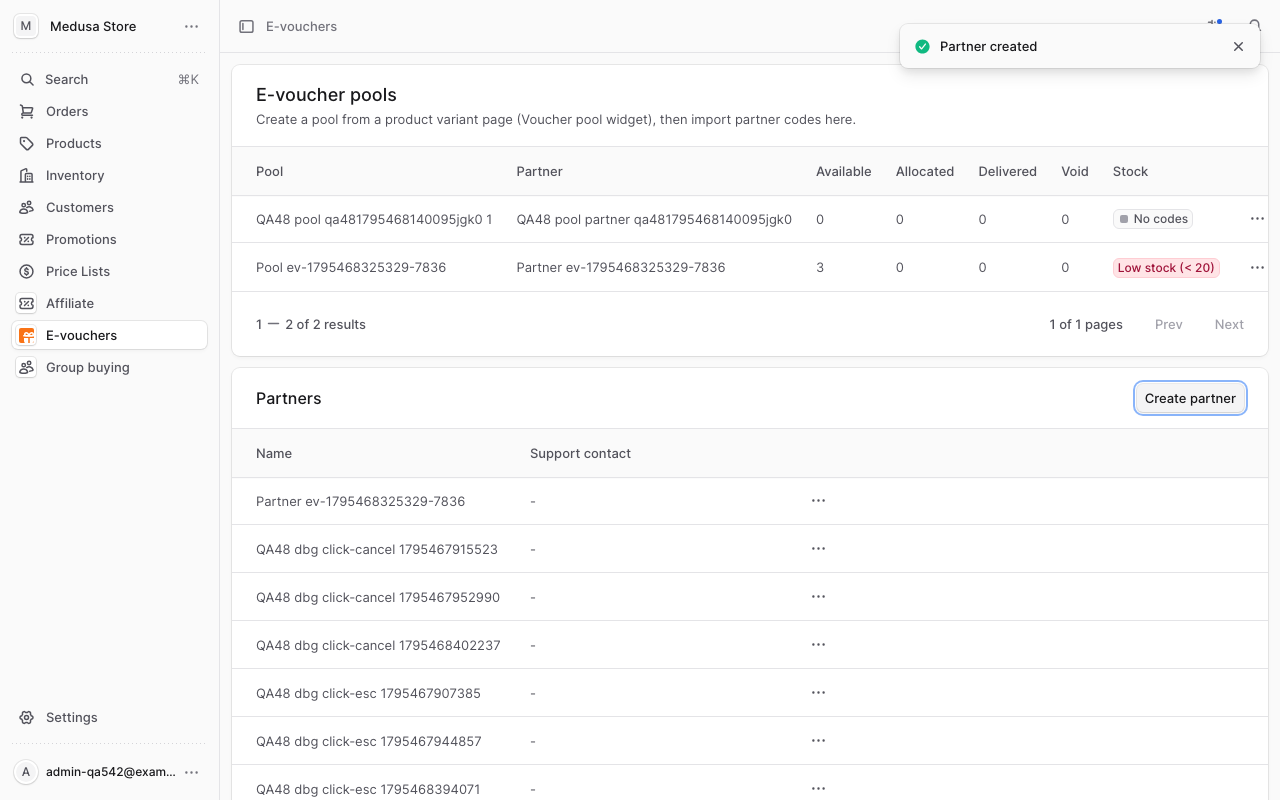 M
Medusa Store
Search
⌘K
Orders
Products
Inventory
Customers
Promotions
Price Lists
Affiliate
E-vouchers
Group buying
Settings
A
admin-qa542@exam...
E-vouchers
Partner created
E-voucher pools
Create a pool from a product variant page (Voucher pool widget), then import partner codes here.
Pool Partner Available Allocated Delivered Void Stock
QA48 pool qa481795468140095jgk0 1 QA48 pool partner qa481795468140095jgk0 0 0 0 0 No codes
Pool ev-1795468325329-7836 Partner ev-1795468325329-7836 3 0 0 0 Low stock (< 20)
1 — 2 of 2 results 1 of 1 pages Prev Next
Partners
Create partner
Name Support contact
Partner ev-1795468325329-7836 -
QA48 dbg click-cancel 1795467915523 -
QA48 dbg click-cancel 1795467952990 -
QA48 dbg click-cancel 1795468402237 -
QA48 dbg click-esc 1795467907385 -
QA48 dbg click-esc 1795467944857 -
QA48 dbg click-esc 1795468394071 -